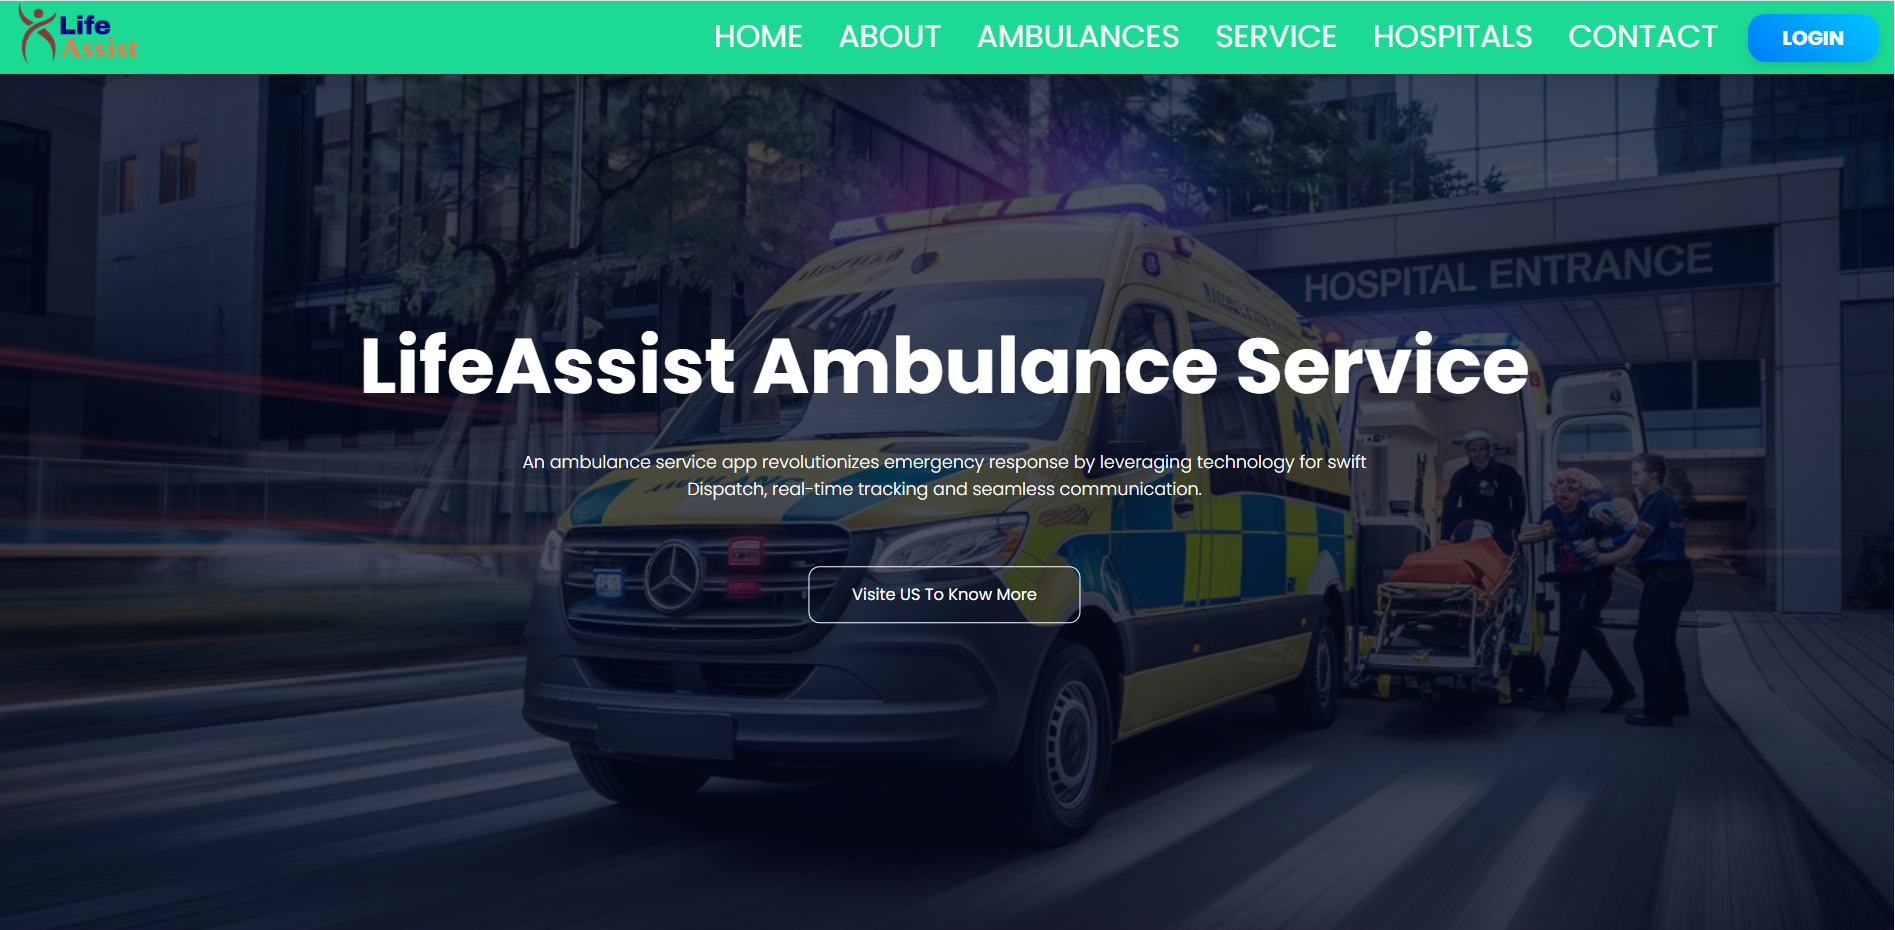 Life
Assist
HOME ABOUT AMBULANCES SERVICE HOSPITALS CONTACT LOGIN
HOSPITAL ENTRANCE
LifeAssist Ambulance Service
An ambulance service app revolutionizes emergency response by leveraging technology for swift
Dispatch, real-time tracking and seamless communication.
Visite US To Know More